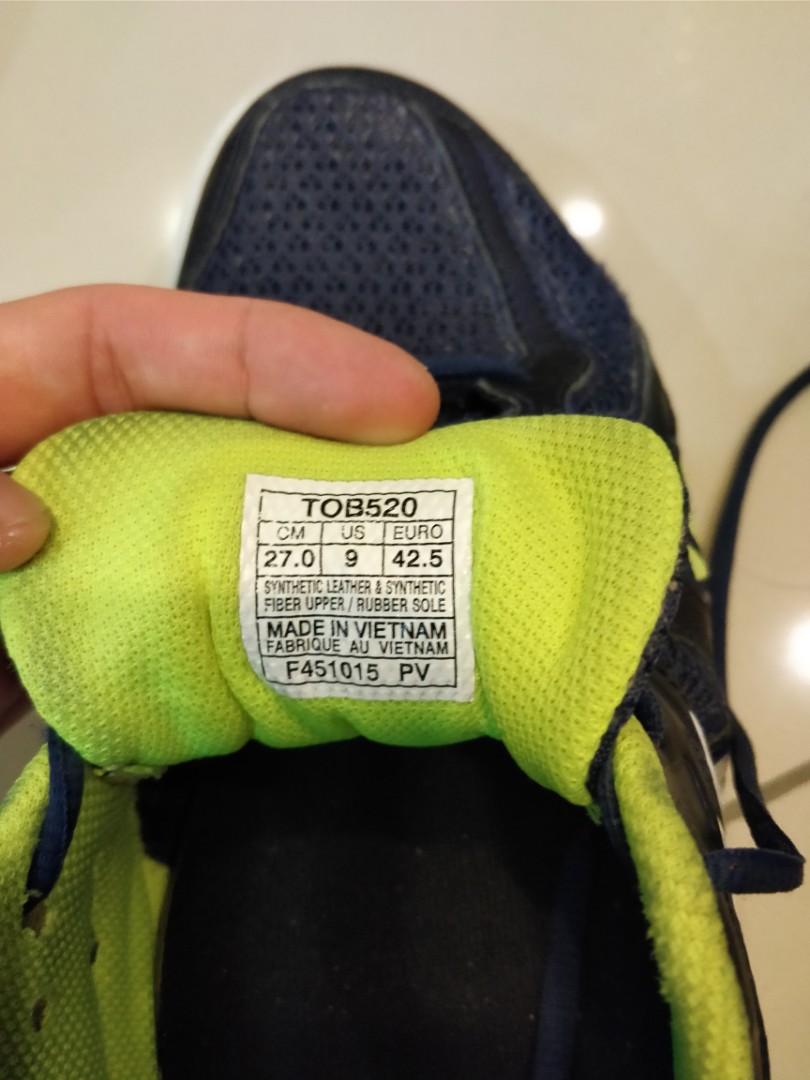 TOB520
CM US EURO
27.0 9 42.5
SYNTHETIC LEATHER & SYNTHETIC
FIBER UPPER / RUBBER SOLE
MADE IN VIETNAM
FABRIQUE AU VIETNAM
F451015 PV